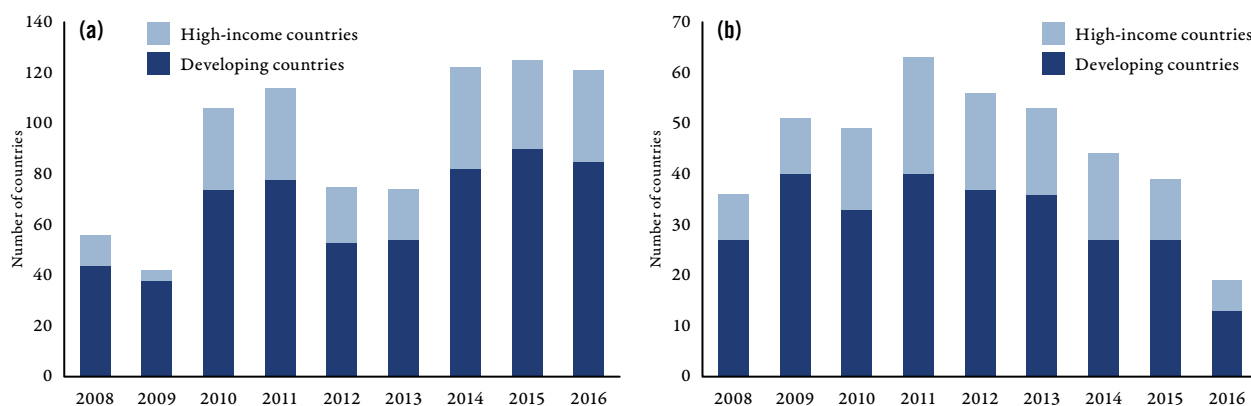 (a)
High-income countries
Developing countries
Number of countries
140
120
100
80
60
40
20
0
2008 2009 2010 2011 2012 2013 2014 2015 2016
(b)
High-income countries
Developing countries
Number of countries
70
60
50
40
30
20
10
0
2008 2009 2010 2011 2012 2013 2014 2015 2016